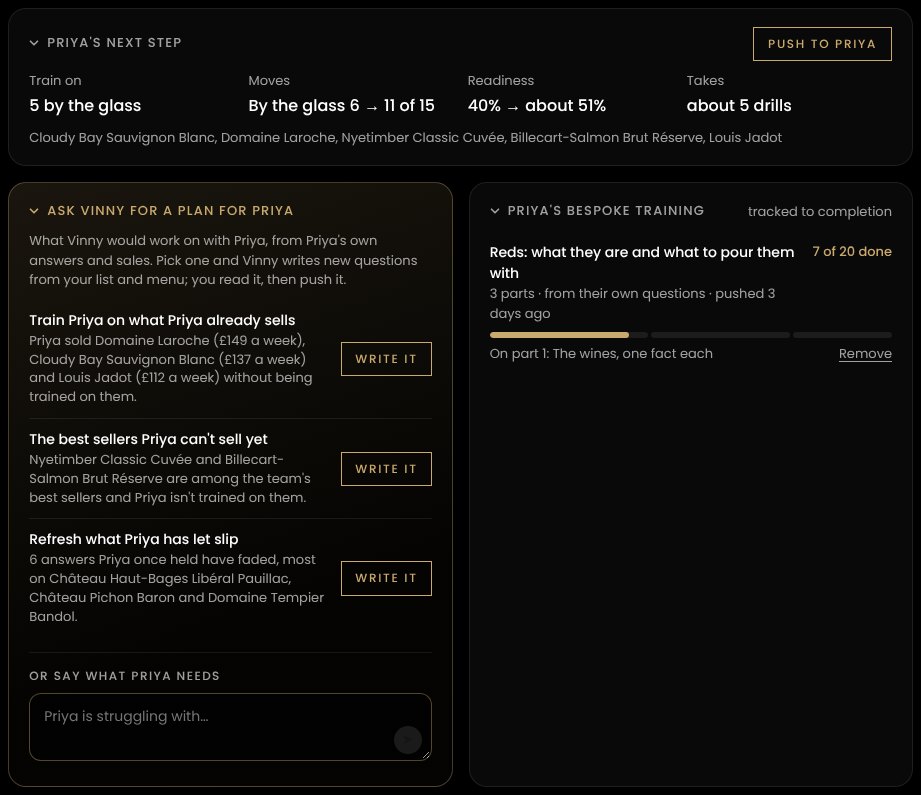 PRIYA'S NEXT STEP
PUSH TO PRIYA
Train on
5 by the glass
Moves
By the glass 6 → 11 of 15
Readiness
40% → about 51%
Takes
about 5 drills
Cloudy Bay Sauvignon Blanc, Domaine Laroche, Nyetimber Classic Cuvée, Billecart-Salmon Brut Réserve, Louis Jadot
ASK VINNY FOR A PLAN FOR PRIYA
What Vinny would work on with Priya, from Priya's own
answers and sales. Pick one and Vinny writes new questions
from your list and menu; you read it, then push it.
Train Priya on what Priya already sells
Priya sold Domaine Laroche (£149 a week),
Cloudy Bay Sauvignon Blanc (£137 a week)
and Louis Jadot (£112 a week) without being
trained on them.
WRITE IT
The best sellers Priya can't sell yet
Nyetimber Classic Cuvée and Billecart-
Salmon Brut Réserve are among the team's
best sellers and Priya isn't trained on them.
WRITE IT
Refresh what Priya has let slip
6 answers Priya once held have faded, most
on Château Haut-Bages Libéral Pauillac,
Château Pichon Baron and Domaine Tempier
Bandol.
WRITE IT
OR SAY WHAT PRIYA NEEDS
Priya is struggling with…
PRIYA'S BESPOKE TRAINING
tracked to completion
Reds: what they are and what to pour them
with
7 of 20 done
3 parts · from their own questions · pushed 3
days ago
On part 1: The wines, one fact each
Remove